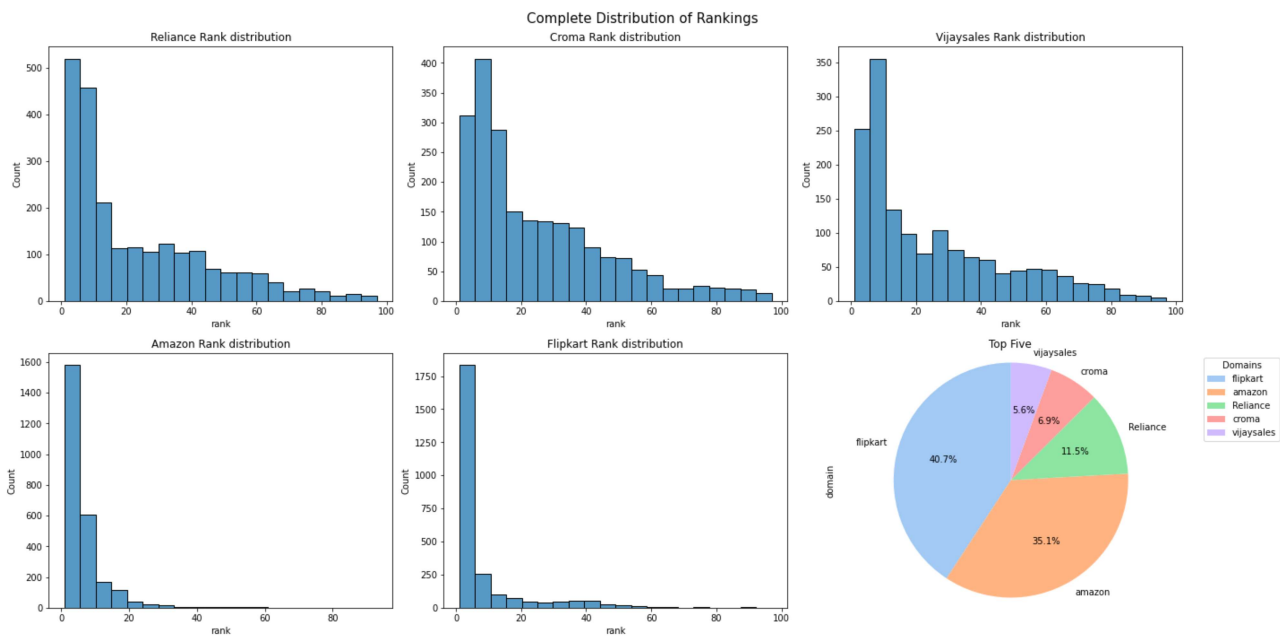 Complete Distribution of Rankings
Reliance Rank distribution
500
400
300
200
100
0
Count
0 20 40 60 80 100
rank
Croma Rank distribution
400
350
300
250
200
150
100
50
0
Count
0 20 40 60 80 100
rank
Vijaysales Rank distribution
350
300
250
200
150
100
50
0
Count
0 20 40 60 80 100
rank
Amazon Rank distribution
1600
1400
1200
1000
800
600
400
200
0
Count
0 20 40 60 80
rank
Flipkart Rank distribution
1750
1500
1250
1000
750
500
250
0
Count
0 20 40 60 80 100
rank
Top Five
vijaysales
croma
Reliance
flipkart
amazon
5.6%
6.9%
11.5%
40.7%
35.1%
domain
Domains
flipkart
amazon
Reliance
croma
vijaysales